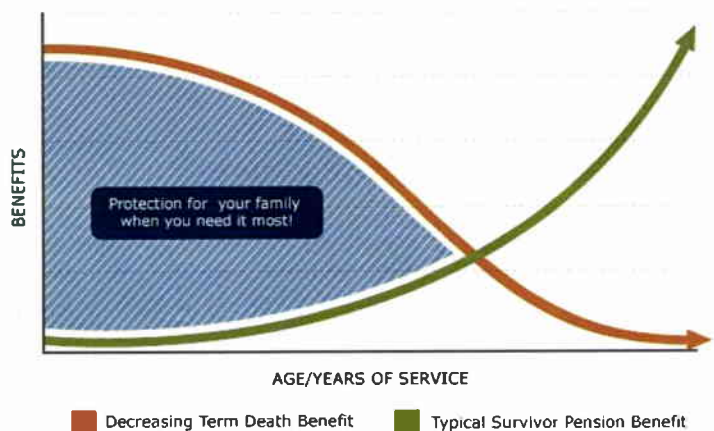 BENEFITS
Protection for your family
when you need it most!
AGE/YEARS OF SERVICE
Decreasing Term Death Benefit
Typical Survivor Pension Benefit